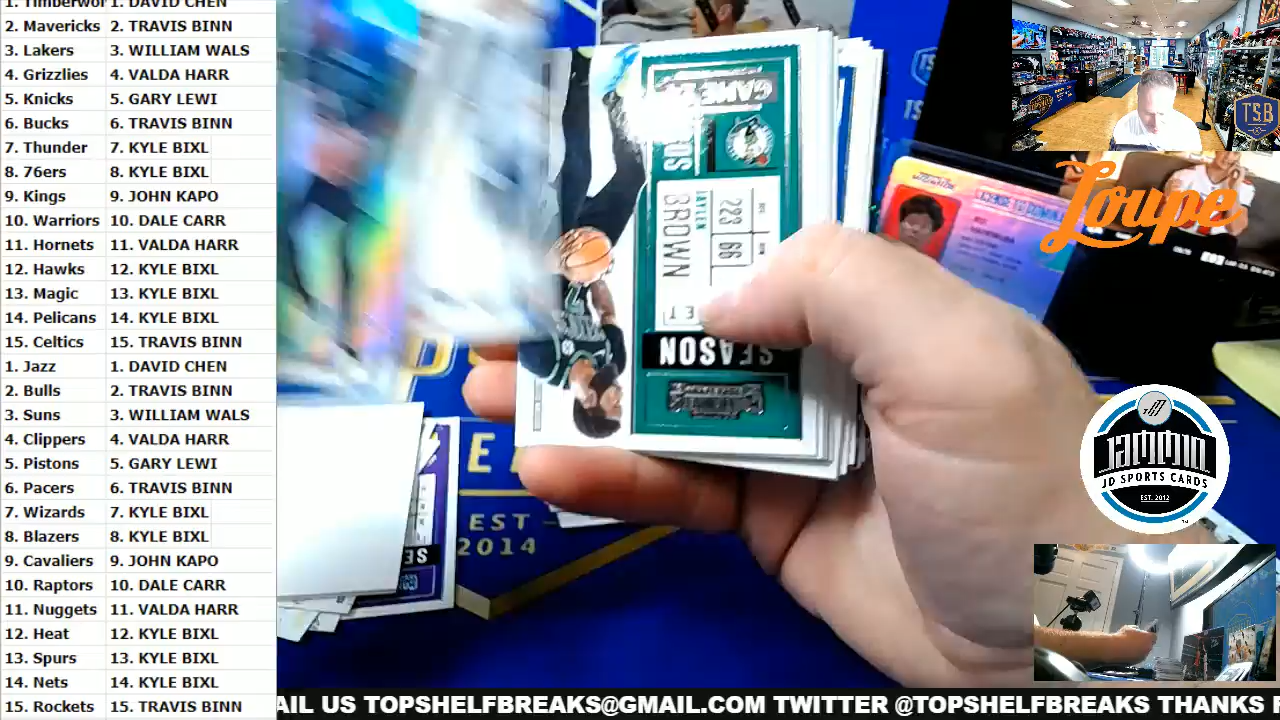 1. Timberwol 1. DAVID CHEN
2. Mavericks 2. TRAVIS BINN
3. Lakers 3. WILLIAM WALS
4. Grizzlies 4. VALDA HARR
5. Knicks 5. GARY LEWI
6. Bucks 6. TRAVIS BINN
7. Thunder 7. KYLE BIXL
8. 76ers 8. KYLE BIXL
9. Kings 9. JOHN KAPO
10. Warriors 10. DALE CARR
11. Hornets 11. VALDA HARR
12. Hawks 12. KYLE BIXL
13. Magic 13. KYLE BIXL
14. Pelicans 14. KYLE BIXL
15. Celtics 15. TRAVIS BINN
1. Jazz 1. DAVID CHEN
2. Bulls 2. TRAVIS BINN
3. Suns 3. WILLIAM WALS
4. Clippers 4. VALDA HARR
5. Pistons 5. GARY LEWI
6. Pacers 6. TRAVIS BINN
7. Wizards 7. KYLE BIXL
8. Blazers 8. KYLE BIXL
9. Cavaliers 9. JOHN KAPO
10. Raptors 10. DALE CARR
11. Nuggets 11. VALDA HARR
12. Heat 12. KYLE BIXL
13. Spurs 13. KYLE BIXL
14. Nets 14. KYLE BIXL
15. Rockets 15. TRAVIS BINN
GAME
JAYLEN
BROWN
223 66
SEASON
EST
2014
TSB
Loupe
JAMMIN
JD SPORTS CARDS
EST. 2012
AIL US TOPSHELFBREAKS@GMAIL.COM TWITTER @TOPSHELFBREAKS THANKS